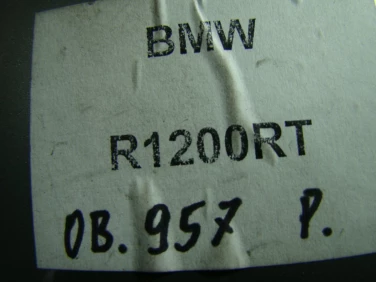 BMW
R1200RT
OB. 957 P.